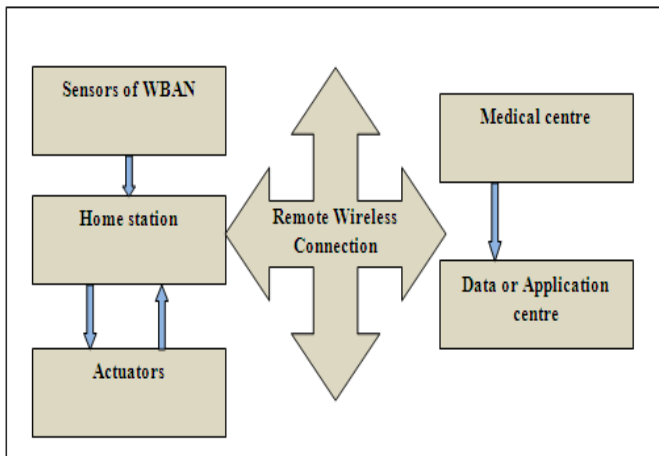 Sensors of WBAN
Home station
Actuators
Remote Wireless
Connection
Medical centre
Data or Application
centre